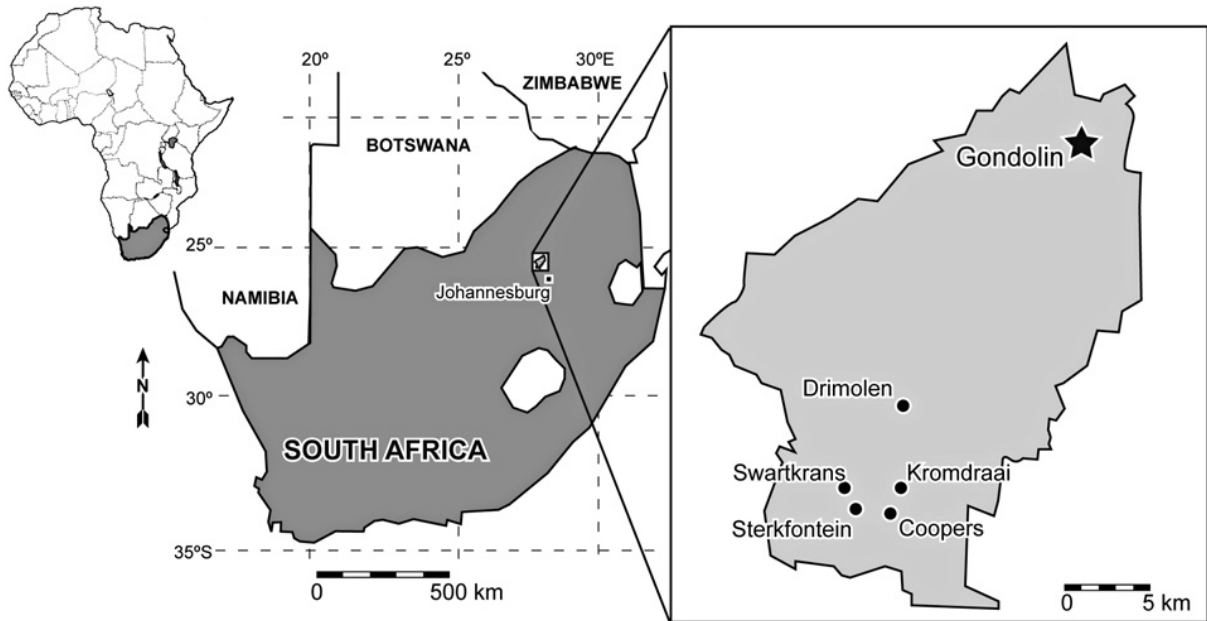 20º
25º
30ºE
ZIMBABWE
BOTSWANA
25º
Johannesburg
NAMIBIA
N
30º
SOUTH AFRICA
35ºS
0
500 km
Gondolin
Drimolen
Swartkrans
Kromdraai
Sterkfontein
Coopers
0
5 km